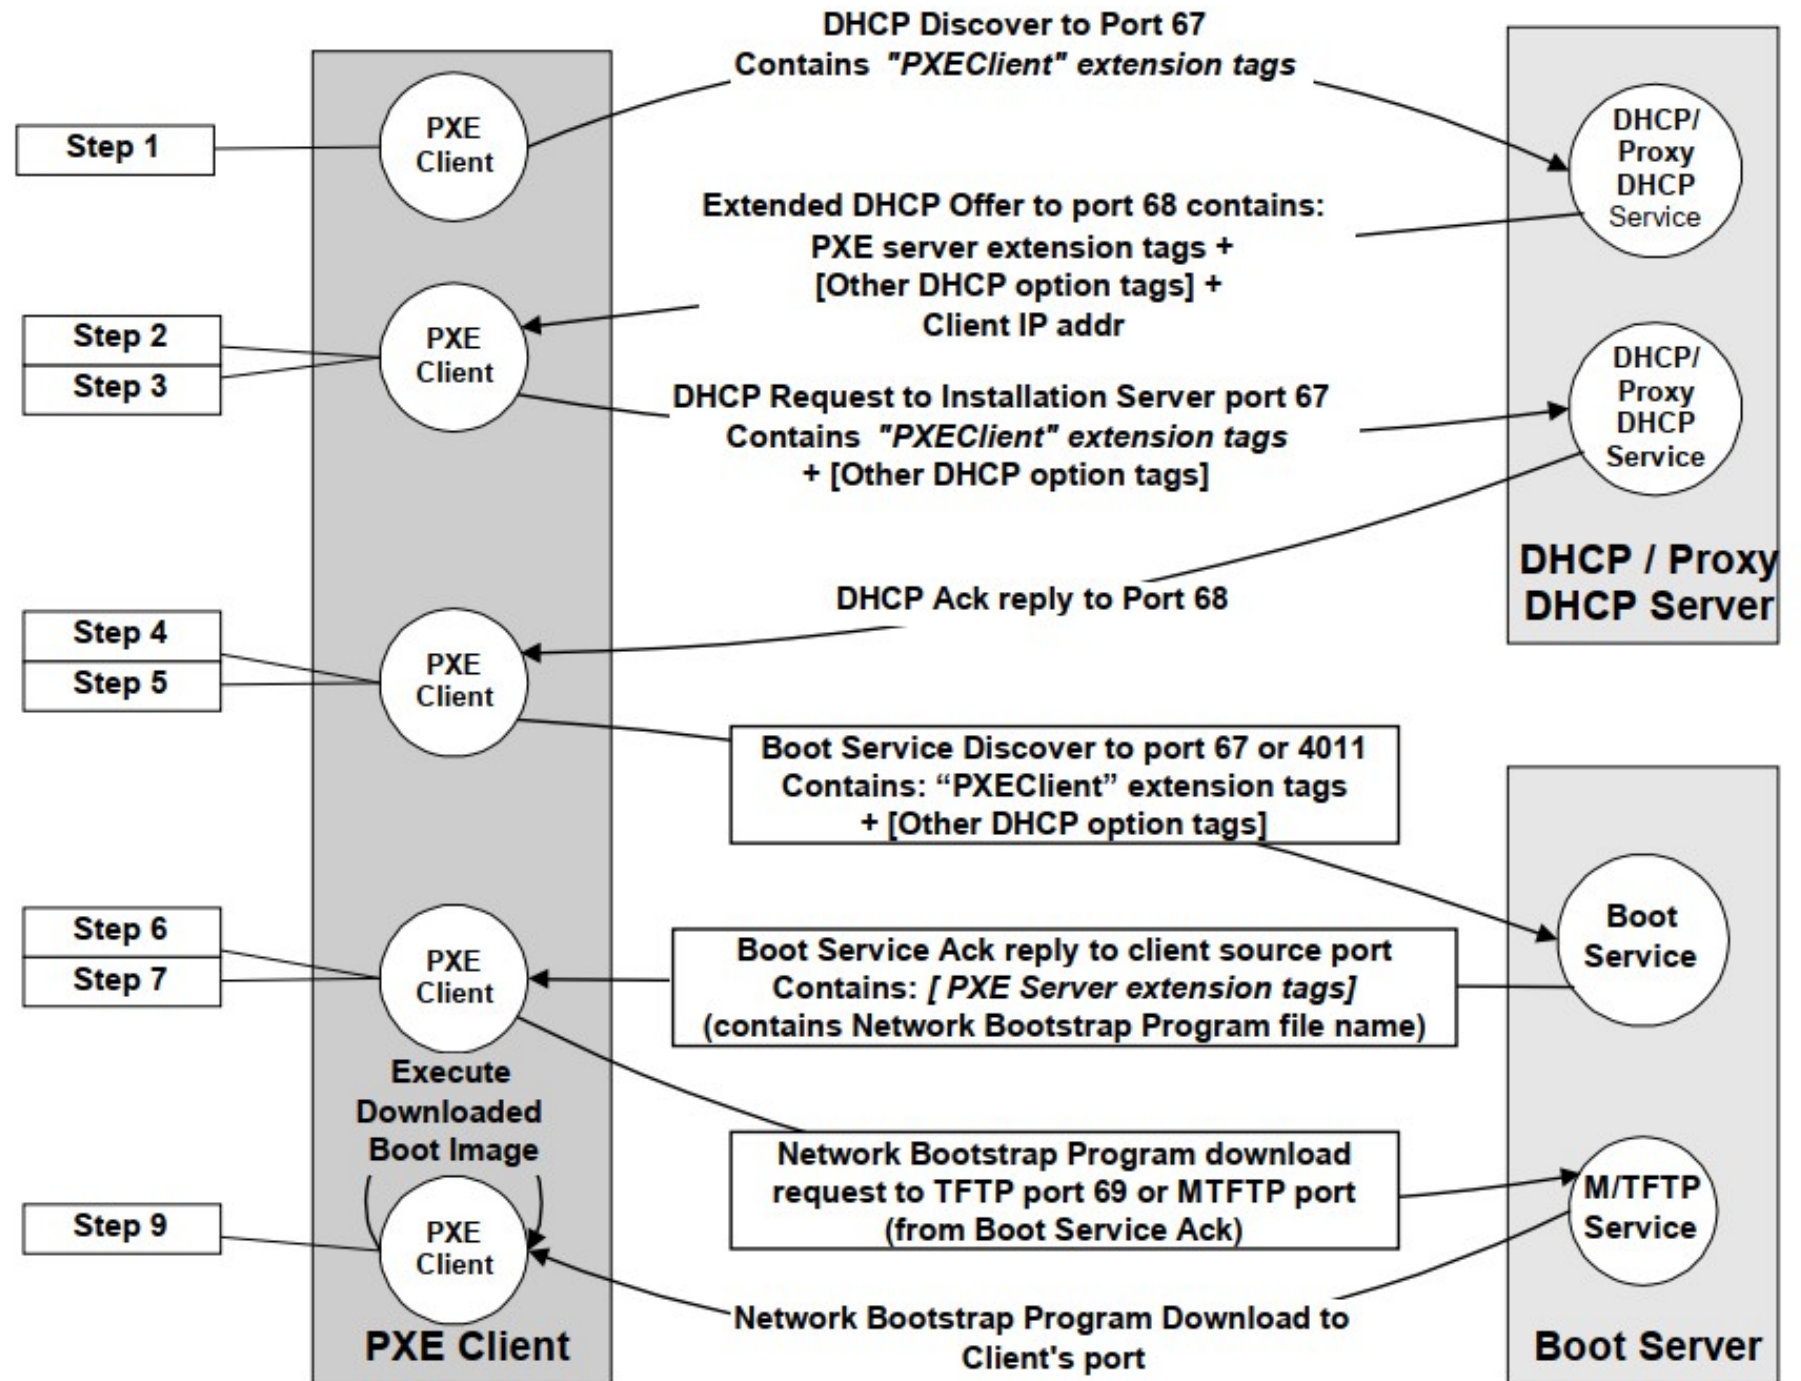 DHCP Discover to Port 67
Contains "PXEClient" extension tags
Step 1
PXE
Client
DHCP/
Proxy
DHCP
Service
Extended DHCP Offer to port 68 contains:
PXE server extension tags +
[Other DHCP option tags] +
Client IP addr
Step 2
Step 3
PXE
Client
DHCP Request to Installation Server port 67
Contains "PXEClient" extension tags
+ [Other DHCP option tags]
DHCP/
Proxy
DHCP
Service
DHCP / Proxy
DHCP Server
DHCP Ack reply to Port 68
Step 4
Step 5
PXE
Client
Boot Service Discover to port 67 or 4011
Contains: “PXEClient” extension tags
+ [Other DHCP option tags]
Boot
Service
Step 6
Step 7
PXE
Client
Boot Service Ack reply to client source port
Contains: [ PXE Server extension tags]
(contains Network Bootstrap Program file name)
Execute
Downloaded
Boot Image
Network Bootstrap Program download
request to TFTP port 69 or MTFTP port
(from Boot Service Ack)
M/TFTP
Service
Step 9
PXE
Client
Network Bootstrap Program Download to
Client's port
PXE Client
Boot Server